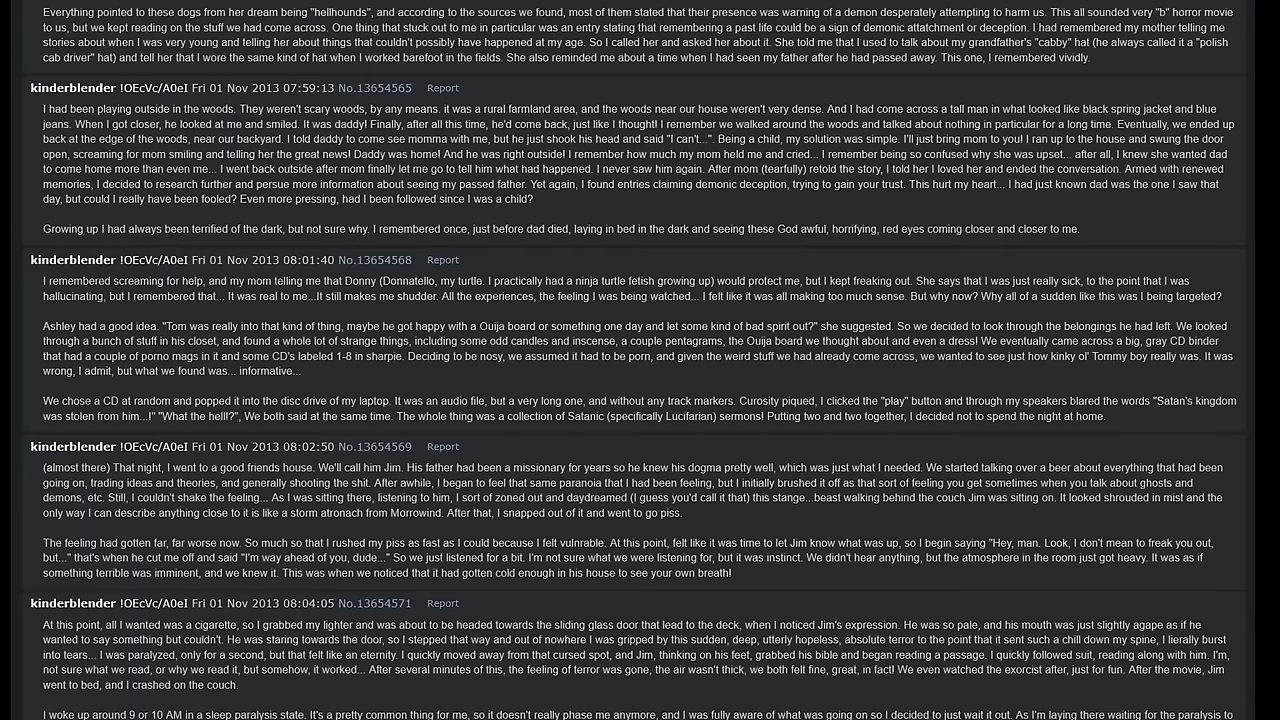 Everything pointed to these dogs from her dream being "hellhounds", and according to the sources we found, most of them stated that their presence was warning of a demon desperately attempting to harm us. This all sounded very "b" horror movie
to us, but we kept reading on the stuff we had come across. One thing that stuck out to me in particular was an entry stating that remembering a past life could be a sign of demonic attatchment or deception. I had remembered my mother telling me
stories about when I was very young and telling her about things that couldn't possibly have happened at my age. So I called her and asked her about it. She told me that I used to talk about my grandfather's "cabby" hat (he always called it a "polish
cab driver" hat) and tell her that I wore the same kind of hat when I worked barefoot in the fields. She also reminded me about a time when I had seen my father after he had passed away. This one, I remembered vividly.
kinderblender !OEcVc/A0eI Fri 01 Nov 2013 07:59:13 No.13654565 Report
I had been playing outside in the woods. They weren't scary woods, by any means. it was a rural farmland area, and the woods near our house weren't very dense. And I had come across a tall man in what looked like black spring jacket and blue
jeans. When I got closer, he looked at me and smiled. It was daddy! Finally, after all this time, he'd come back, just like I thought! I remember we walked around the woods and talked about nothing in particular for a long time. Eventually, we ended up
back at the edge of the woods, near our backyard. I told daddy to come see momma with me, but he just shook his head and said "I can't...". Being a child, my solution was simple. I'll just bring mom to you! I ran up to the house and swung the door
open, screaming for mom smiling and telling her the great news! Daddy was home! And he was right outside! I remember how much my mom held me and cried... I remember being so confused why she was upset... after all, I knew she wanted dad
to come home more than even me... I went back outside after mom finally let me go to tell him what had happened. I never saw him again. After mom (tearfully) retold the story, I told her I loved her and ended the conversation. Armed with renewed
memories, I decided to research further and persue more information about seeing my passed father. Yet again, I found entries claiming demonic deception, trying to gain your trust. This hurt my heart... I had just known dad was the one I saw that
day, but could I really have been fooled? Even more pressing, had I been followed since I was a child?
Growing up I had always been terrified of the dark, but not sure why. I remembered once, just before dad died, laying in bed in the dark and seeing these God awful, horrifying, red eyes coming closer and closer to me.
kinderblender !OEcVc/A0eI Fri 01 Nov 2013 08:01:40 No.13654568 Report
I remembered screaming for help, and my mom telling me that Donny (Donnatello, my turtle. I practically had a ninja turtle fetish growing up) would protect me, but I kept freaking out. She says that I was just really sick, to the point that I was
hallucinating, but I remembered that... It was real to me...It still makes me shudder. All the experiences, the feeling I was being watched... I felt like it was all making too much sense. But why now? Why all of a sudden like this was I being targeted?
Ashley had a good idea. "Tom was really into that kind of thing, maybe he got happy with a Ouija board or something one day and let some kind of bad spirit out?" she suggested. So we decided to look through the belongings he had left. We looked
through a bunch of stuff in his closet, and found a whole lot of strange things, including some odd candles and inscense, a couple pentagrams, the Ouija board we thought about and even a dress! We eventually came across a big, gray CD binder
that had a couple of porno mags in it and some CD's labeled 1-8 in sharpie. Deciding to be nosy, we assumed it had to be porn, and given the weird stuff we had already come across, we wanted to see just how kinky ol' Tommy boy really was. It was
wrong, I admit, but what we found was... informative...
We chose a CD at random and popped it into the disc drive of my laptop. It was an audio file, but a very long one, and without any track markers. Curosity piqued, I clicked the "play" button and through my speakers blared the words "Satan's kingdom
was stolen from him...!" "What the hell!?", We both said at the same time. The whole thing was a collection of Satanic (specifically Lucifarian) sermons! Putting two and two together, I decided not to spend the night at home.
kinderblender !OEcVc/A0eI Fri 01 Nov 2013 08:02:50 No.13654569 Report
(almost there) That night, I went to a good friends house. We'll call him Jim. His father had been a missionary for years so he knew his dogma pretty well, which was just what I needed. We started talking over a beer about everything that had been
going on, trading ideas and theories, and generally shooting the shit. After awhile, I began to feel that same paranoia that I had been feeling, but I initially brushed it off as that sort of feeling you get sometimes when you talk about ghosts and
demons, etc. Still, I couldn't shake the feeling... As I was sitting there, listening to him, I sort of zoned out and daydreamed (I guess you'd call it that) this stange...beast walking behind the couch Jim was sitting on. It looked shrouded in mist and the
only way I can describe anything close to it is like a storm atronach from Morrowind. After that, I snapped out of it and went to go piss.
The feeling had gotten far, far worse now. So much so that I rushed my piss as fast as I could because I felt vulnrable. At this point, felt like it was time to let Jim know what was up, so I begin saying "Hey, man. Look, I don't mean to freak you out,
but..." that's when he cut me off and said "I'm way ahead of you, dude..." So we just listened for a bit. I'm not sure what we were listening for, but it was instinct. We didn't hear anything, but the atmosphere in the room just got heavy. It was as if
something terrible was imminent, and we knew it. This was when we noticed that it had gotten cold enough in his house to see your own breath!
kinderblender !OEcVc/A0eI Fri 01 Nov 2013 08:04:05 No.13654571 Report
At this point, all I wanted was a cigarette, so I grabbed my lighter and was about to be headed towards the sliding glass door that lead to the deck, when I noticed Jim's expression. He was so pale, and his mouth was just slightly agape as if he
wanted to say something but couldn't. He was staring towards the door, so I stepped that way and out of nowhere I was gripped by this sudden, deep, utterly hopeless, absolute terror to the point that it sent such a chill down my spine, I lierally burst
into tears... I was paralyzed, only for a second, but that felt like an eternity. I quickly moved away from that cursed spot, and Jim, thinking on his feet, grabbed his bible and began reading a passage. I quickly followed suit, reading along with him. I'm,
not sure what we read, or why we read it, but somehow, it worked... After several minutes of this, the feeling of terror was gone, the air wasn't thick, we both felt fine, great, in fact! We even watched the exorcist after, just for fun. After the movie, Jim
went to bed, and I crashed on the couch.
I woke up around 9 or 10 AM in a sleep paralysis state. It's a pretty common thing for me, so it doesn't really phase me anymore, and I was fully aware of what was going on so I decided to just wait it out. As I'm laying there waiting for the paralysis to